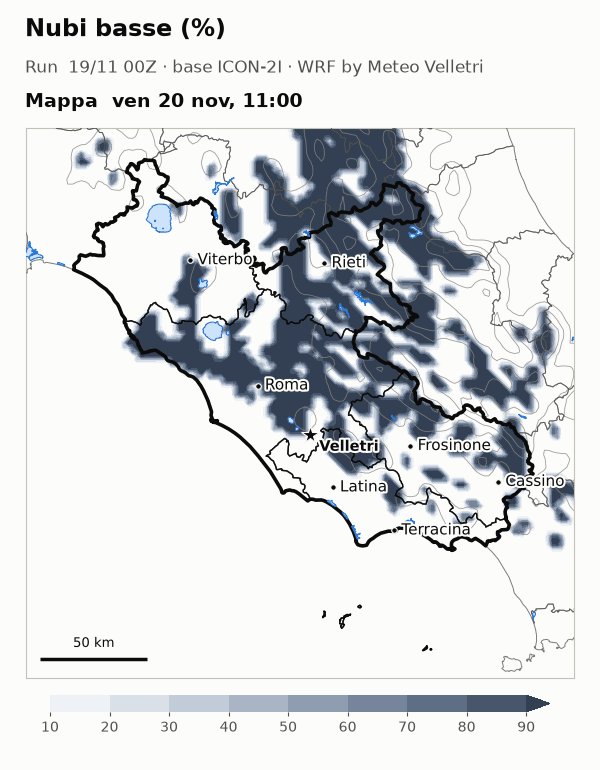 Nubi basse (%)
Run 19/11 00Z · base ICON-2I · WRF by Meteo Velletri
Mappa ven 20 nov, 11:00
Viterbo
Rieti
Roma
Velletri
Frosinone
Latina
Cassino
Terracina
50 km
10 20 30 40 50 60 70 80 90